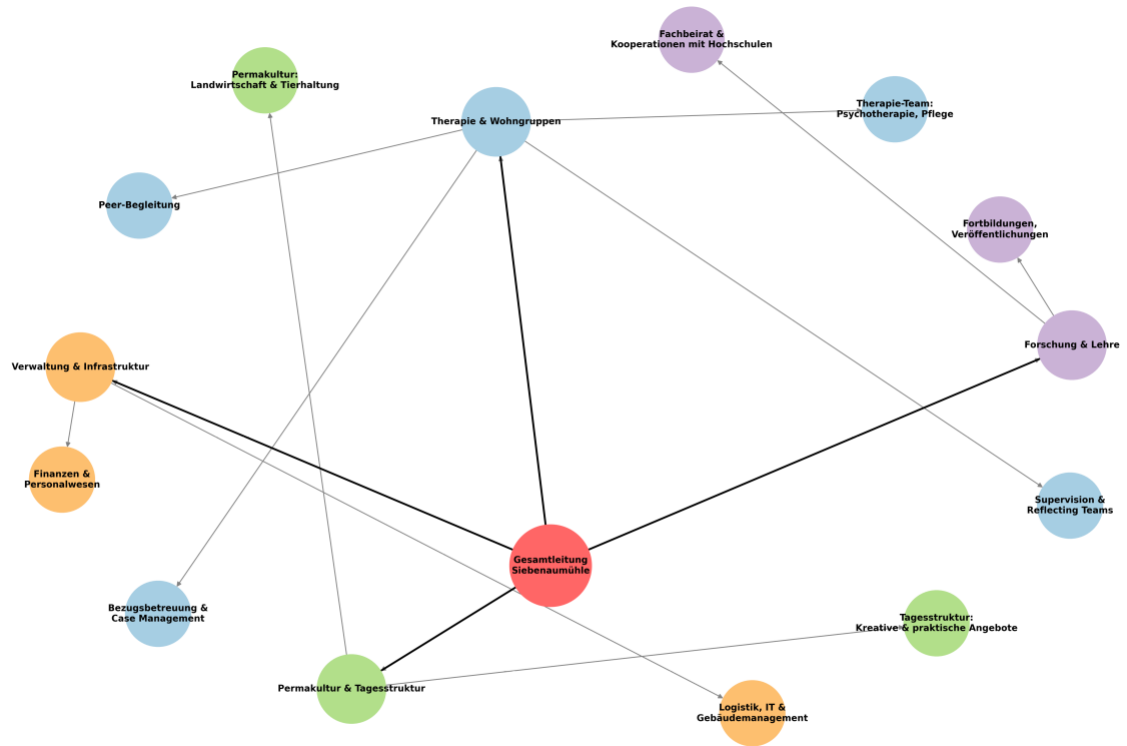 Fachbeirat &
Kooperationen mit Hochschulen
Permakultur:
Landwirtschaft & Tierhaltung
Therapie-Team:
Psychotherapie, Pflege
Therapie & Wohngruppen
Peer-Begleitung
Fortbildungen,
Veröffentlichungen
Forschung & Lehre
Verwaltung & Infrastruktur
Finanzen &
Personalwesen
Supervision &
Reflecting Teams
Gesamtleitung
Siebenaumühle
Bezugsbetreuung &
Case Management
Tagesstruktur:
Kreative & praktische Angebote
Permakultur & Tagesstruktur
Logistik, IT &
Gebäudemanagement